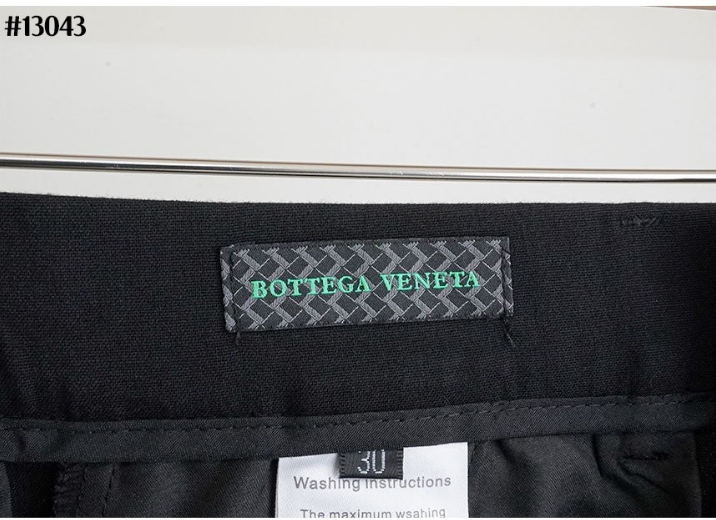 #13043
BOTTEGA VENETA
30
Washing instructions
The maximum wsahing